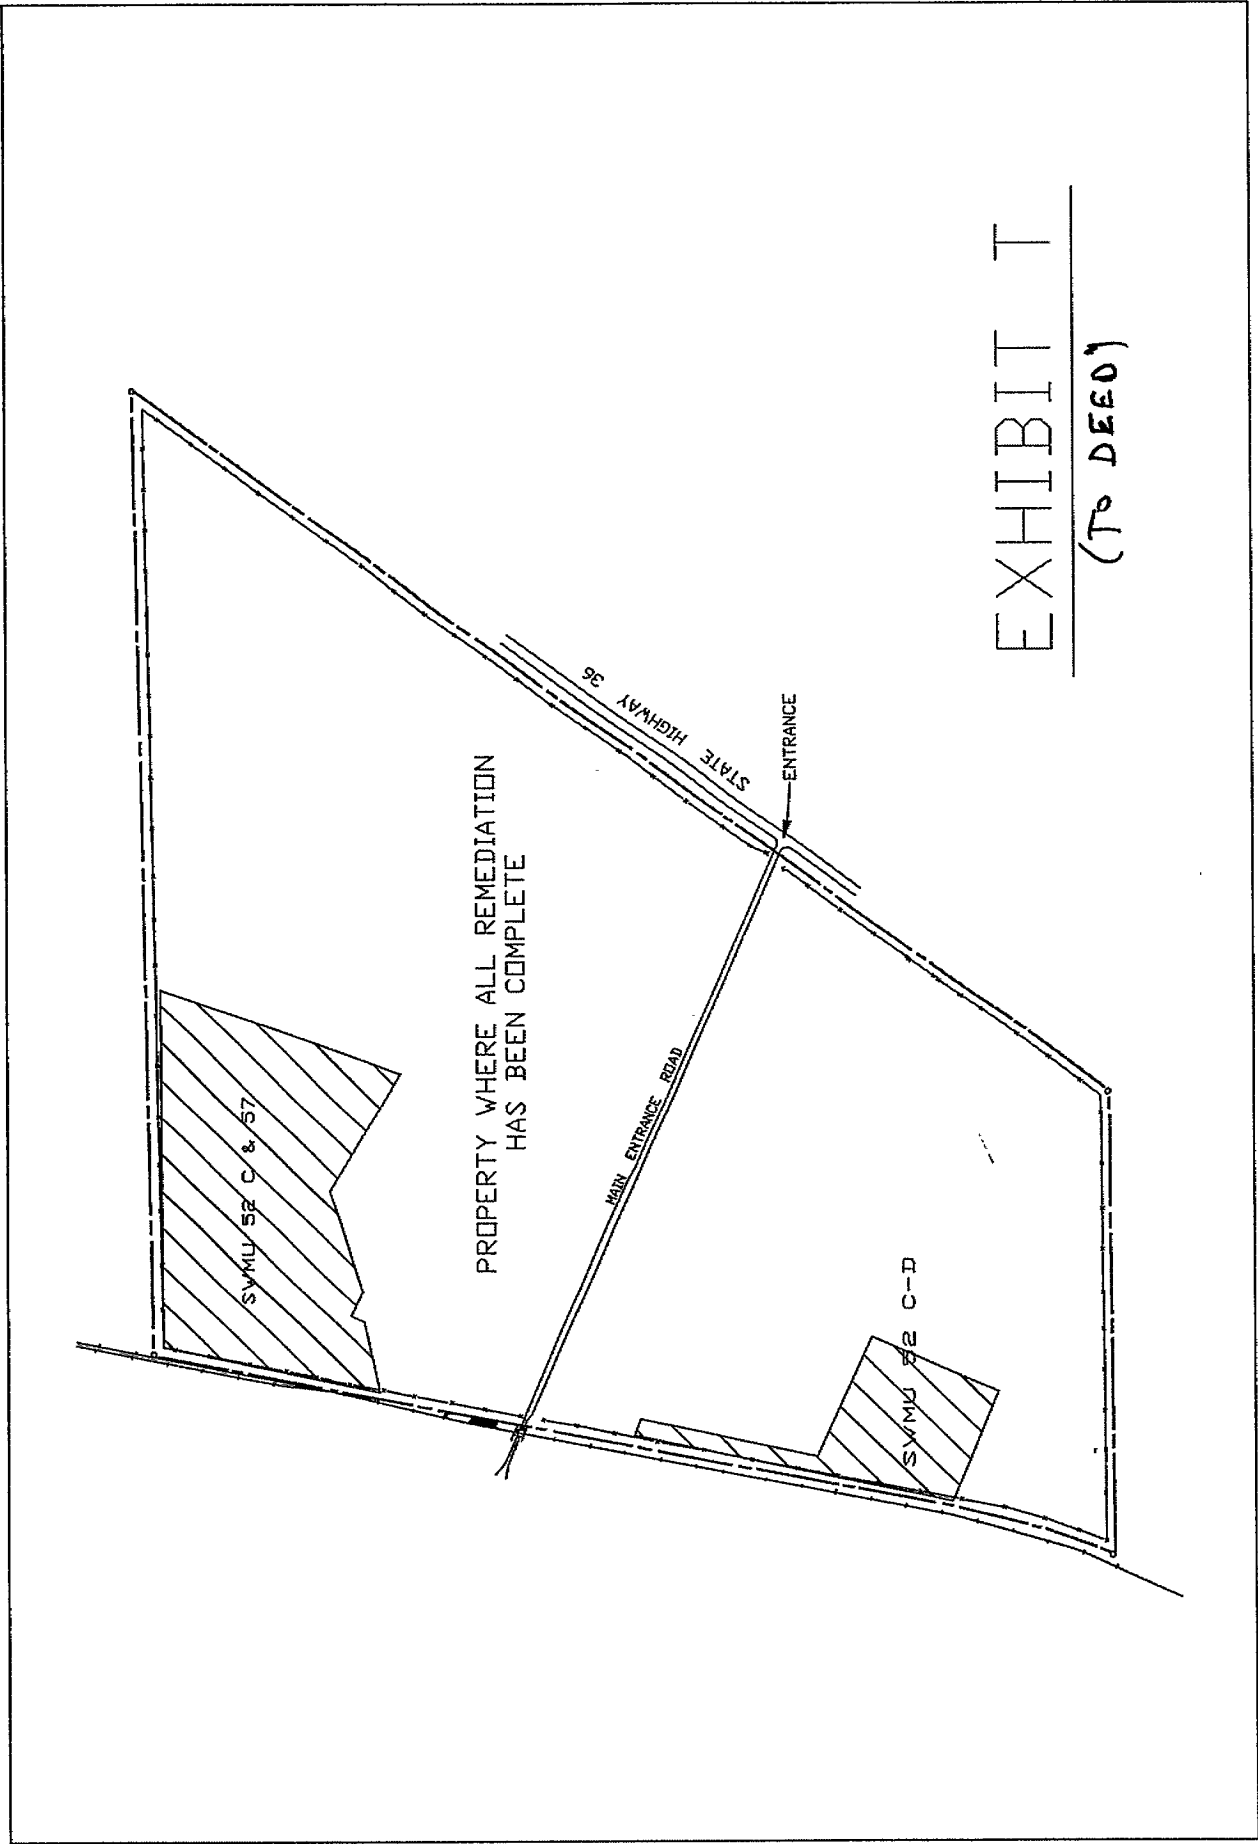 SWMU 52 C & 57
PROPERTY WHERE ALL REMEDIATION
HAS BEEN COMPLETE
STATE HIGHWAY 36
ENTRANCE
MAIN ENTRANCE ROAD
SWMU 52 C-D
EXHIBIT T
(TO DEED)